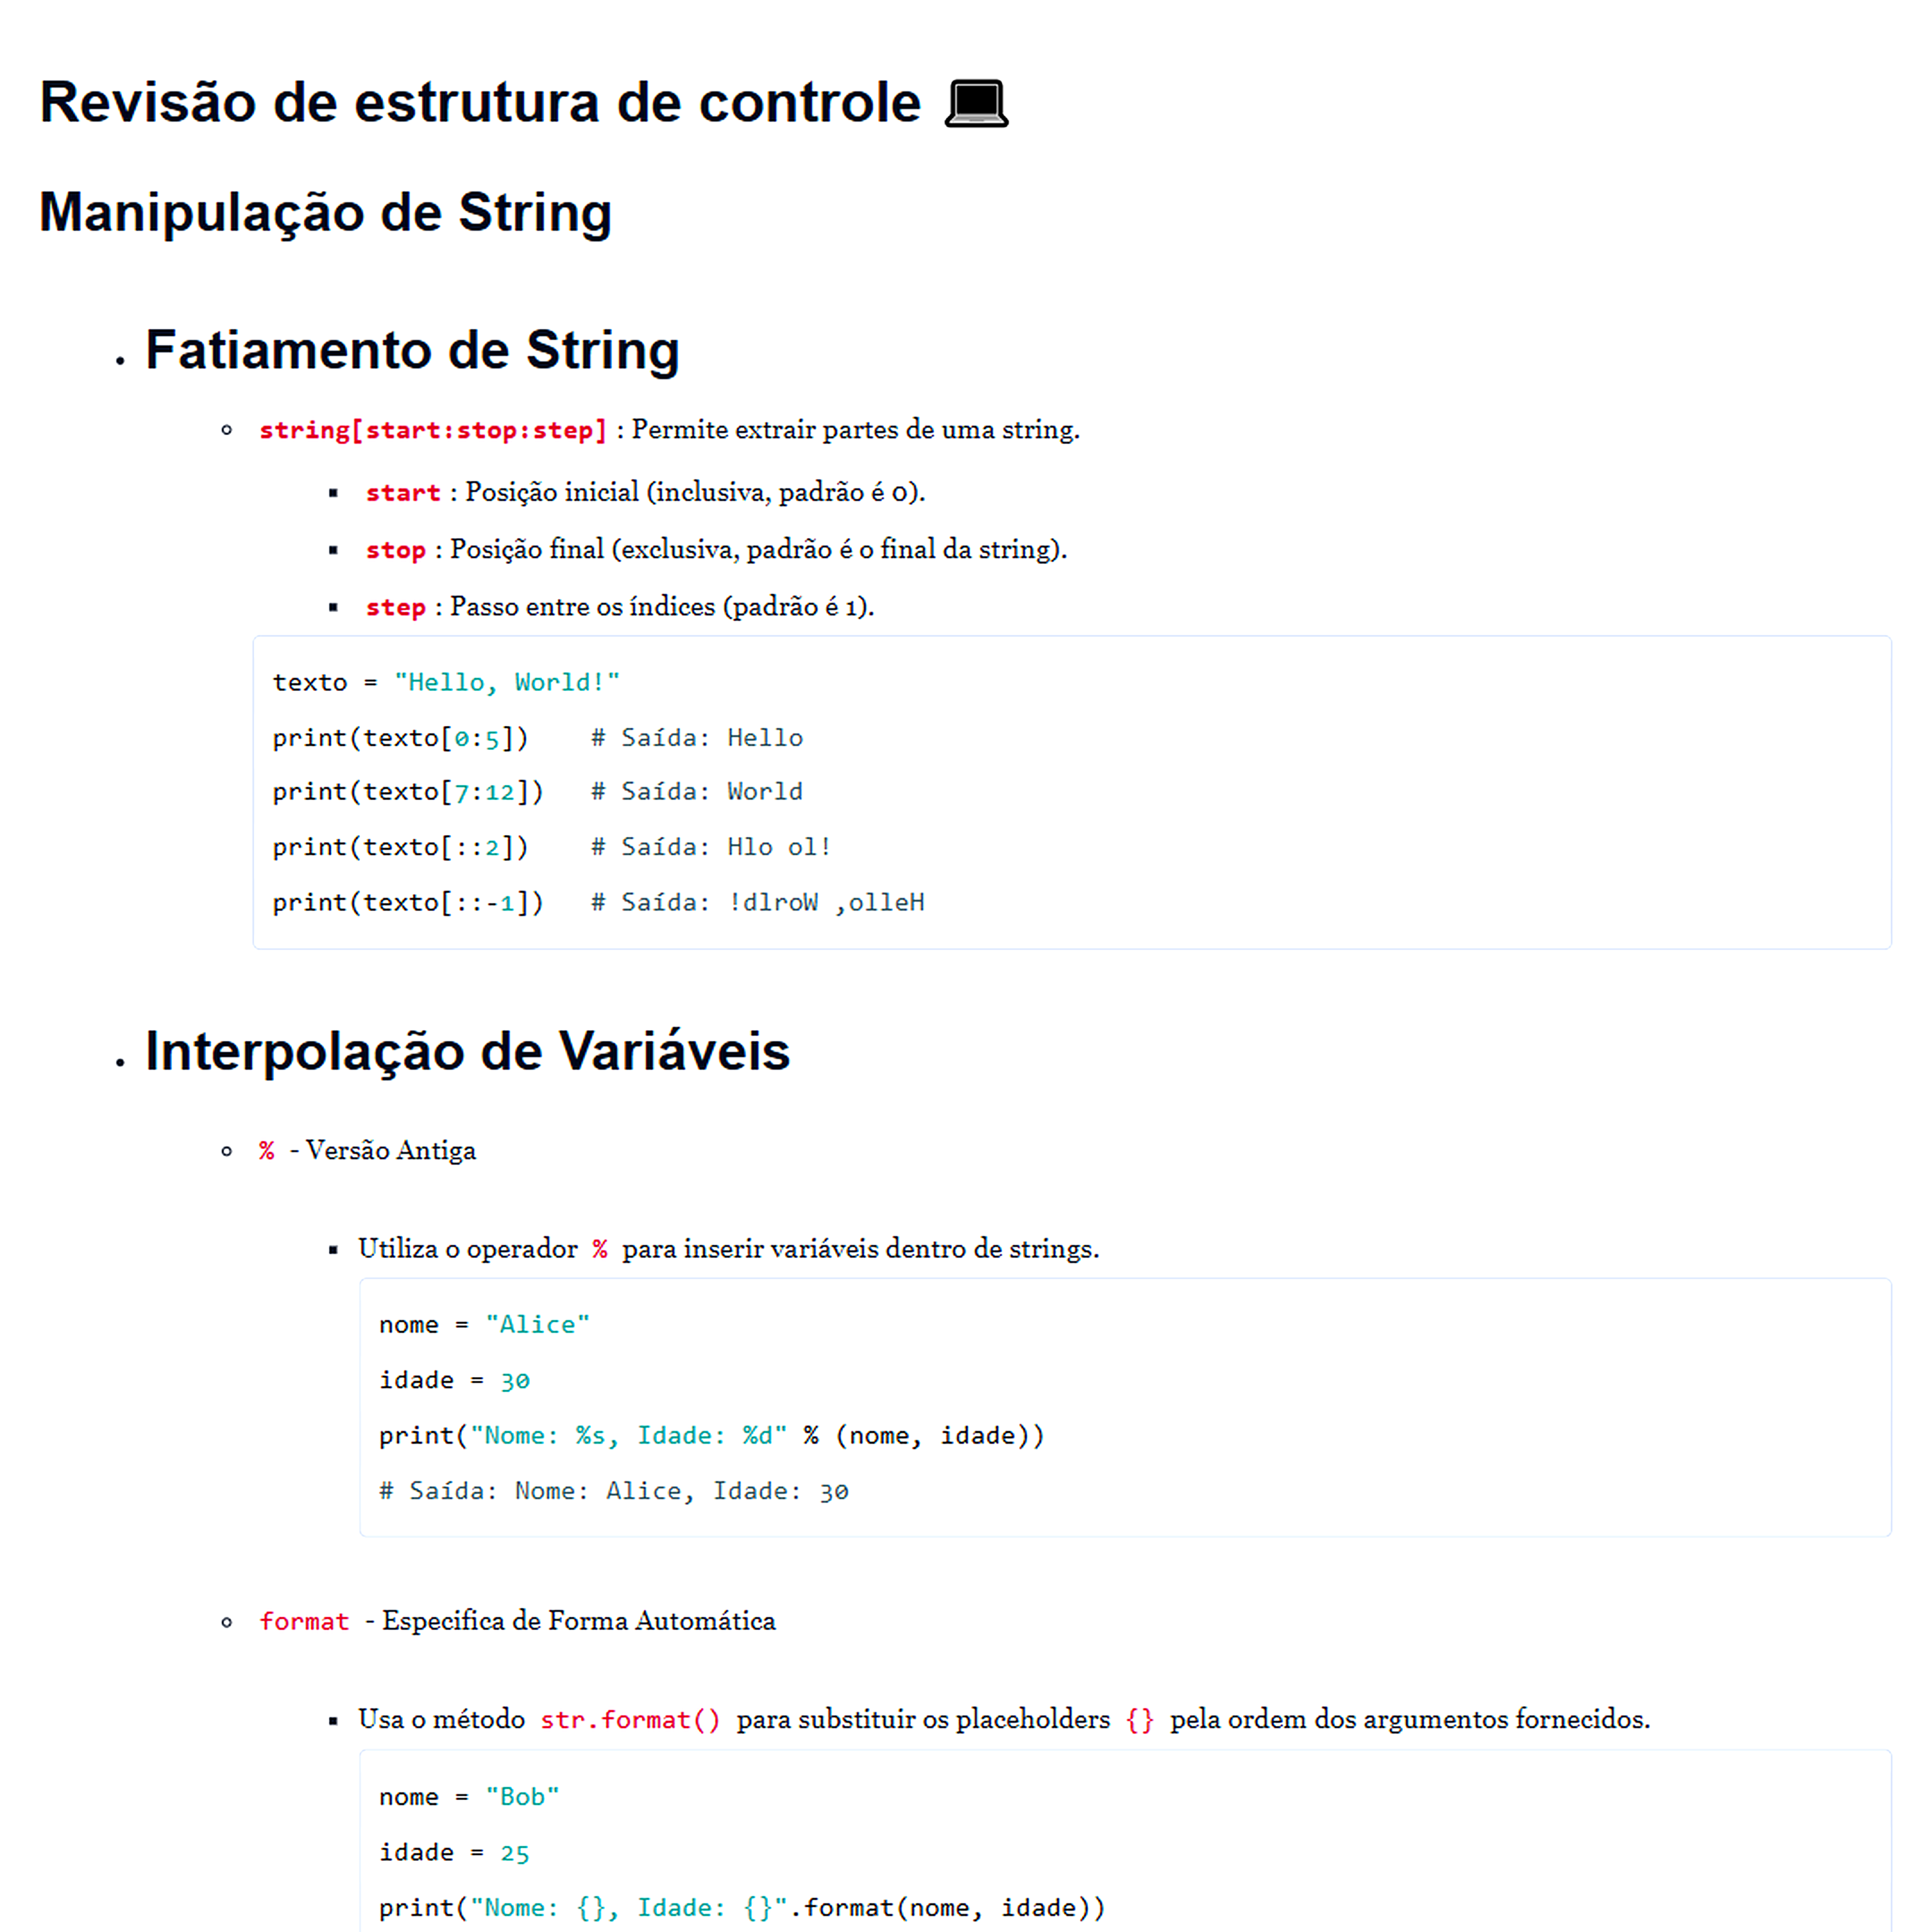 Revisão de estrutura de controle 💻
Manipulação de String
Fatiamento de String
string[start:stop:step] : Permite extrair partes de uma string.
start : Posição inicial (inclusiva, padrão é 0).
stop : Posição final (exclusiva, padrão é o final da string).
step : Passo entre os índices (padrão é 1).
texto = "Hello, World!"
print(texto[0:5])    # Saída: Hello
print(texto[7:12])   # Saída: World
print(texto[::2])    # Saída: Hlo ol!
print(texto[::-1])   # Saída: !dlroW ,olleH
Interpolação de Variáveis
% - Versão Antiga
Utiliza o operador % para inserir variáveis dentro de strings.
nome = "Alice"
idade = 30
print("Nome: %s, Idade: %d" % (nome, idade))
# Saída: Nome: Alice, Idade: 30
format - Especifica de Forma Automática
Usa o método str.format() para substituir os placeholders {} pela ordem dos argumentos fornecidos.
nome = "Bob"
idade = 25
print("Nome: {}, Idade: {}".format(nome, idade))